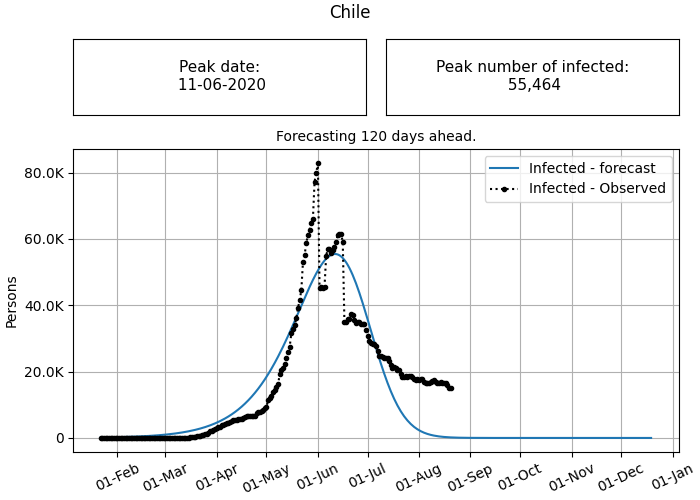 Chile
Peak date:
11-06-2020
Peak number of infected:
55,464
Forecasting 120 days ahead.
Infected - forecast
Infected - Observed
80.0K
60.0K
40.0K
20.0K
0
Persons
01-Feb
01-Mar
01-Apr
01-May
01-Jun
01-Jul
01-Aug
01-Sep
01-Oct
01-Nov
01-Dec
01-Jan